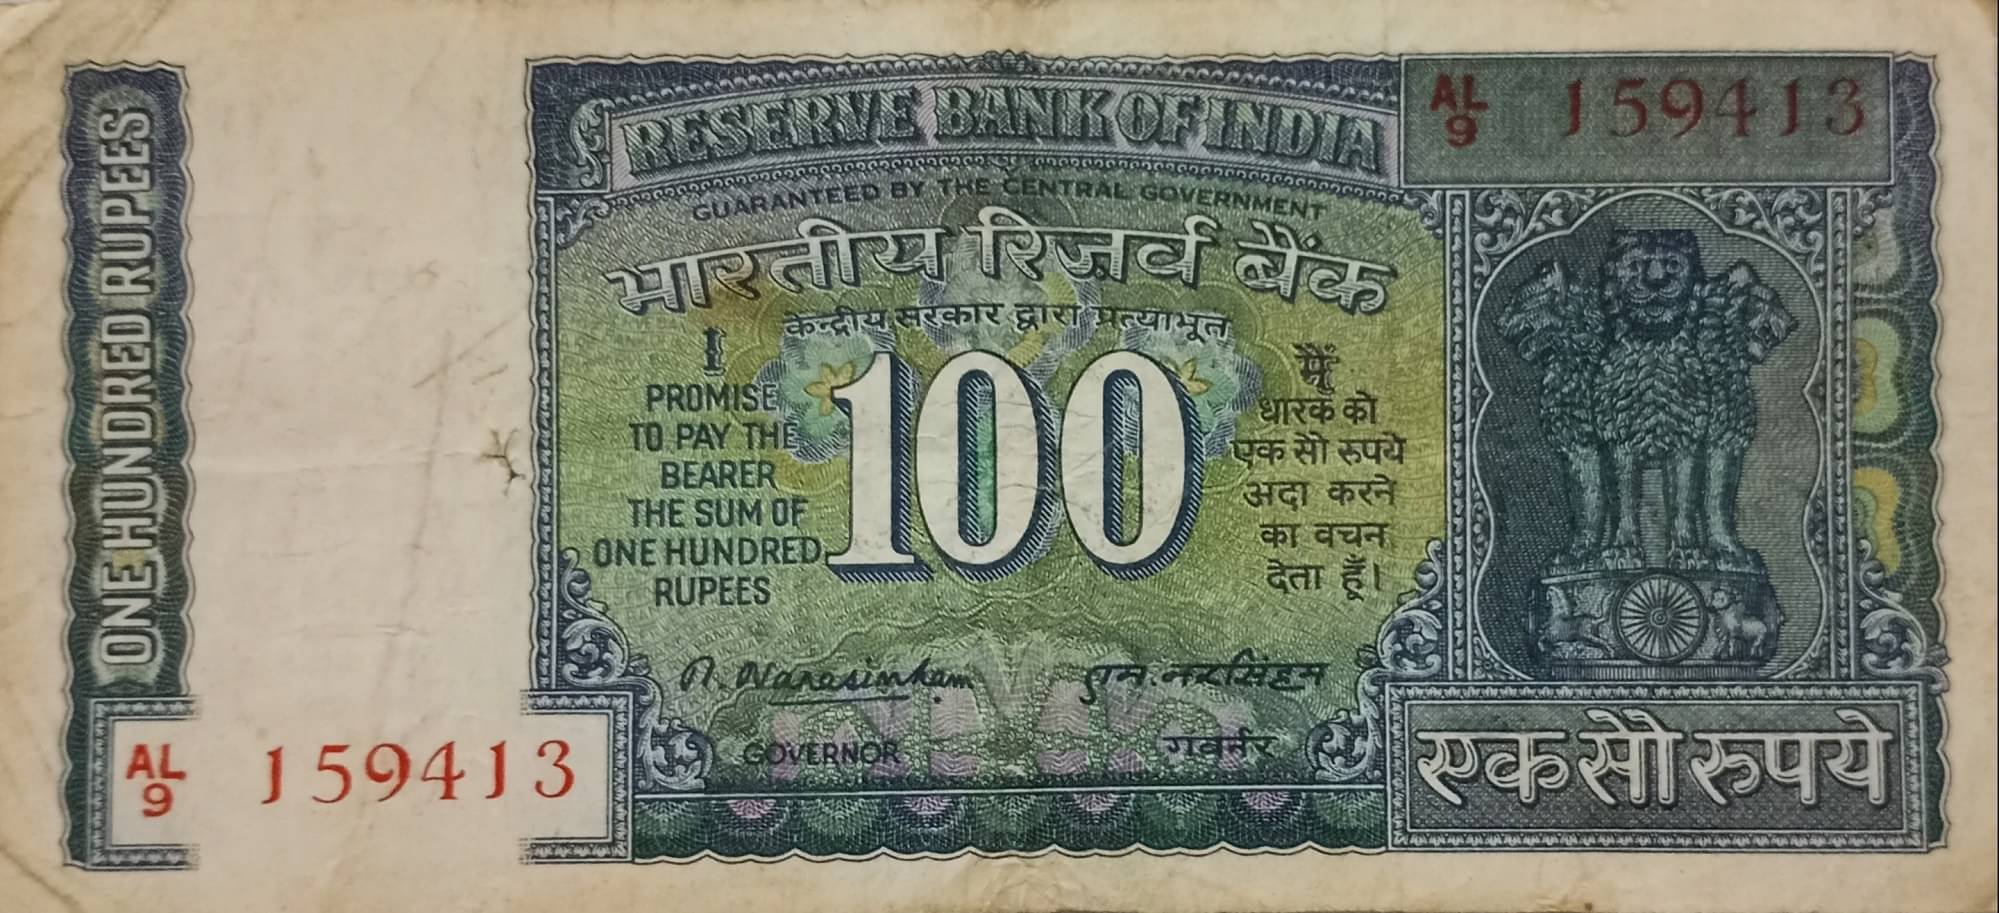 ONE HUNDRED RUPEES
RESERVE BANK OF INDIA
AL/9 159413
GUARANTEED BY THE CENTRAL GOVERNMENT
भारतीय रिज़र्व बैंक
केन्द्रीय सरकार द्वारा प्रत्याभूत
I
PROMISE
TO PAY THE
BEARER
THE SUM OF
ONE HUNDRED
RUPEES
100
मैं
धारक को
एक सौ रुपये
अदा करने
का वचन
देता हूँ।
N. Narasimham
एम. नरसिंहम
GOVERNOR
गवर्नर
AL/9 159413
एक सौ रुपये